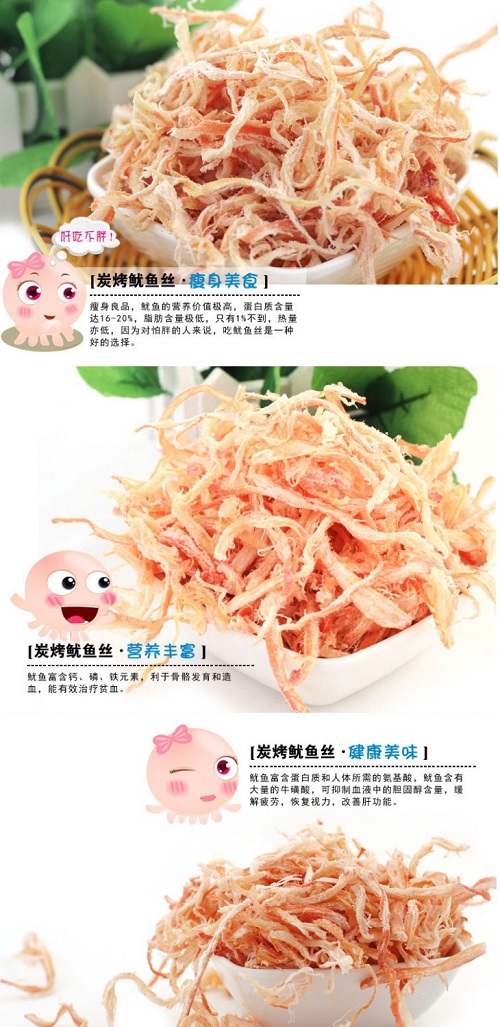 好吃不胖！
[炭烤鱿鱼丝·瘦身美食]
瘦身良品，鱿鱼的营养价值极高，蛋白质含量
达16-20%，脂肪含量极低，只有1%不到，热量
亦低，因为对怕胖的人来说，吃鱿鱼丝是一种
好的选择。
[炭烤鱿鱼丝·营养丰富]
鱿鱼富含钙、磷、铁元素，利于骨骼发育和造
血，能有效治疗贫血。
[炭烤鱿鱼丝·健康美味]
鱿鱼富含蛋白质和人体所需的氨基酸，鱿鱼含有
大量的牛磺酸，可抑制血液中的胆固醇含量，缓
解疲劳，恢复视力，改善肝功能。